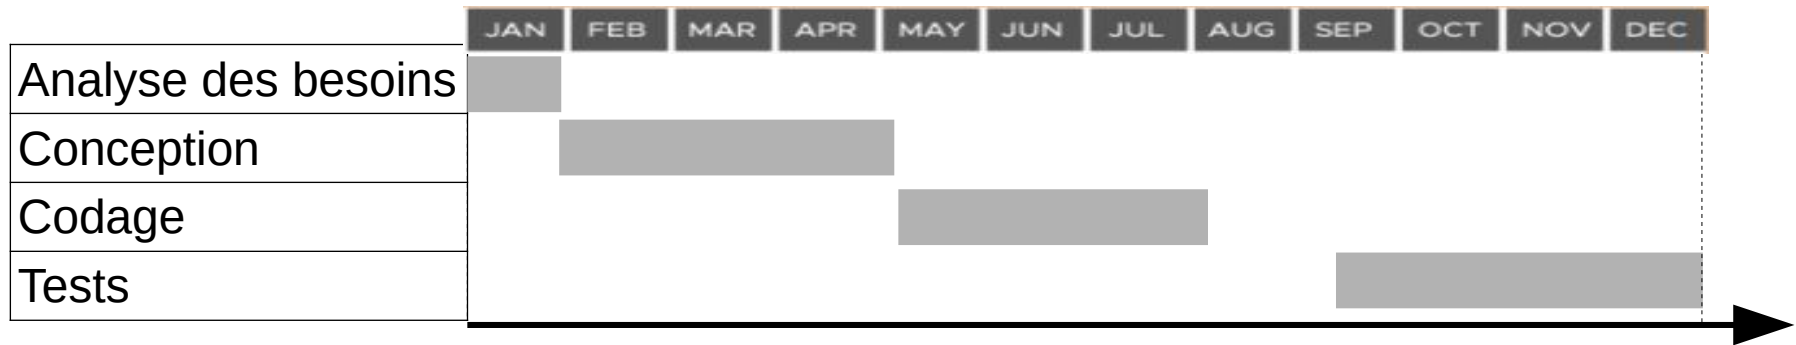 JAN FEB MAR APR MAY JUN JUL AUG SEP OCT NOV DEC
Analyse des besoins
Conception
Codage
Tests